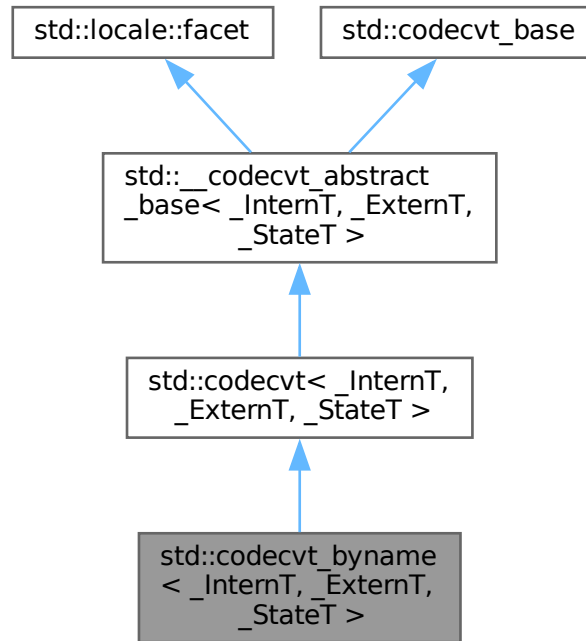 std::locale::facet
std::codecvt_base
std::__codecvt_abstract
_base< _InternT, _ExternT,
_StateT >
std::codecvt< _InternT,
_ExternT, _StateT >
std::codecvt_byname
< _InternT, _ExternT,
_StateT >